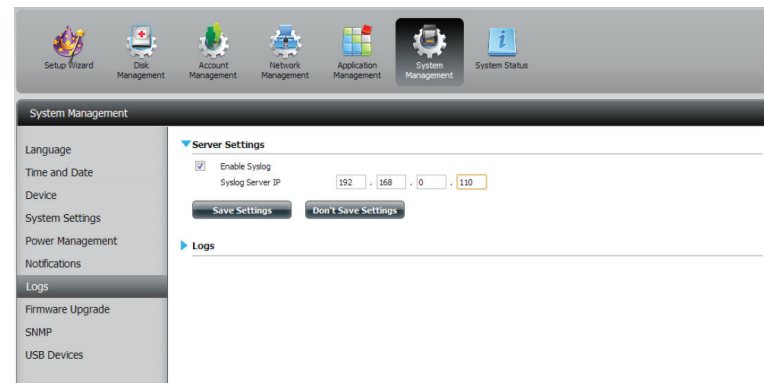 Setup Wizard
Disk Management
Account Management
Network Management
Application Management
System Management
System Status
System Management
Language
Time and Date
Device
System Settings
Power Management
Notifications
Logs
Firmware Upgrade
SNMP
USB Devices
Server Settings
Enable Syslog
Syslog Server IP 192 . 168 . 0 . 110
Save Settings Don't Save Settings
Logs